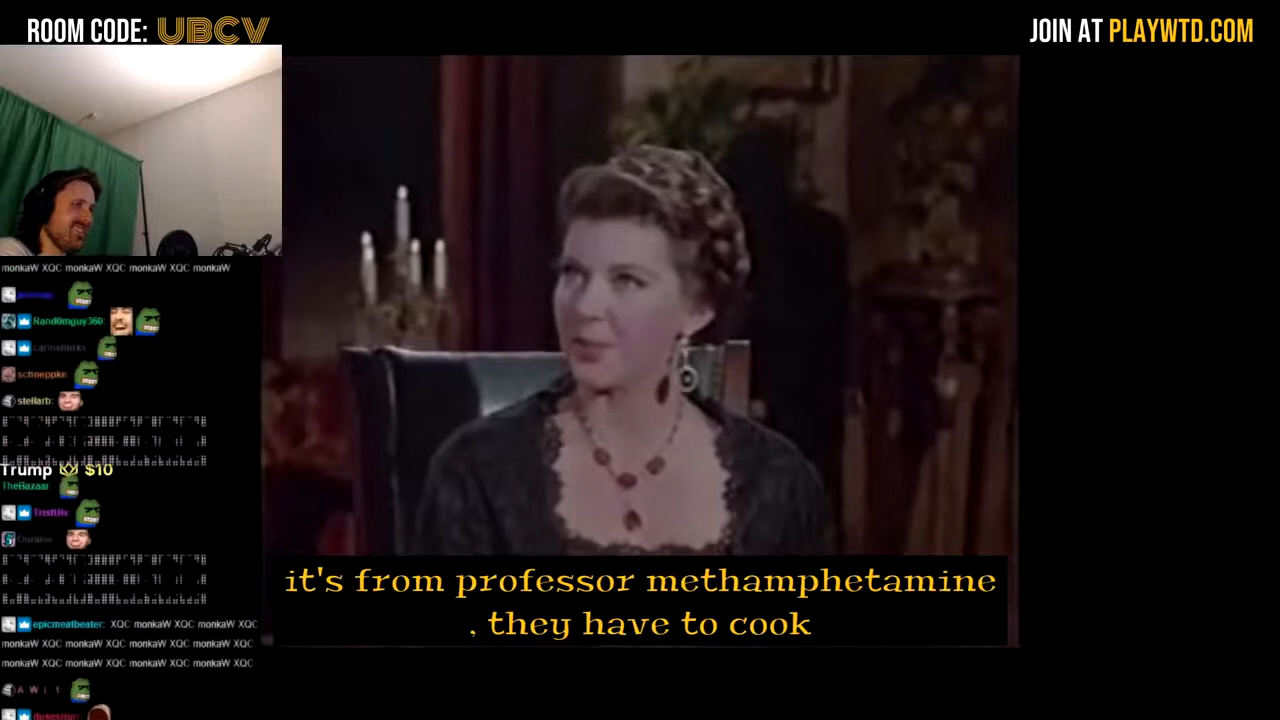 ROOM CODE: UBCV
JOIN AT PLAYWTD.COM
monkaW XQC monkaW XQC monkaW XQC monkaW
Rand0mguy360:
schneppke:
stellarb:
Trump $10
TheBazaar
epicmeatbeater: XQC monkaW XQC monkaW XQC
monkaW XQC monkaW XQC monkaW XQC monkaW XQC
monkaW XQC monkaW XQC monkaW XQC monkaW XQC
it's from professor methamphetamine
, they have to cook